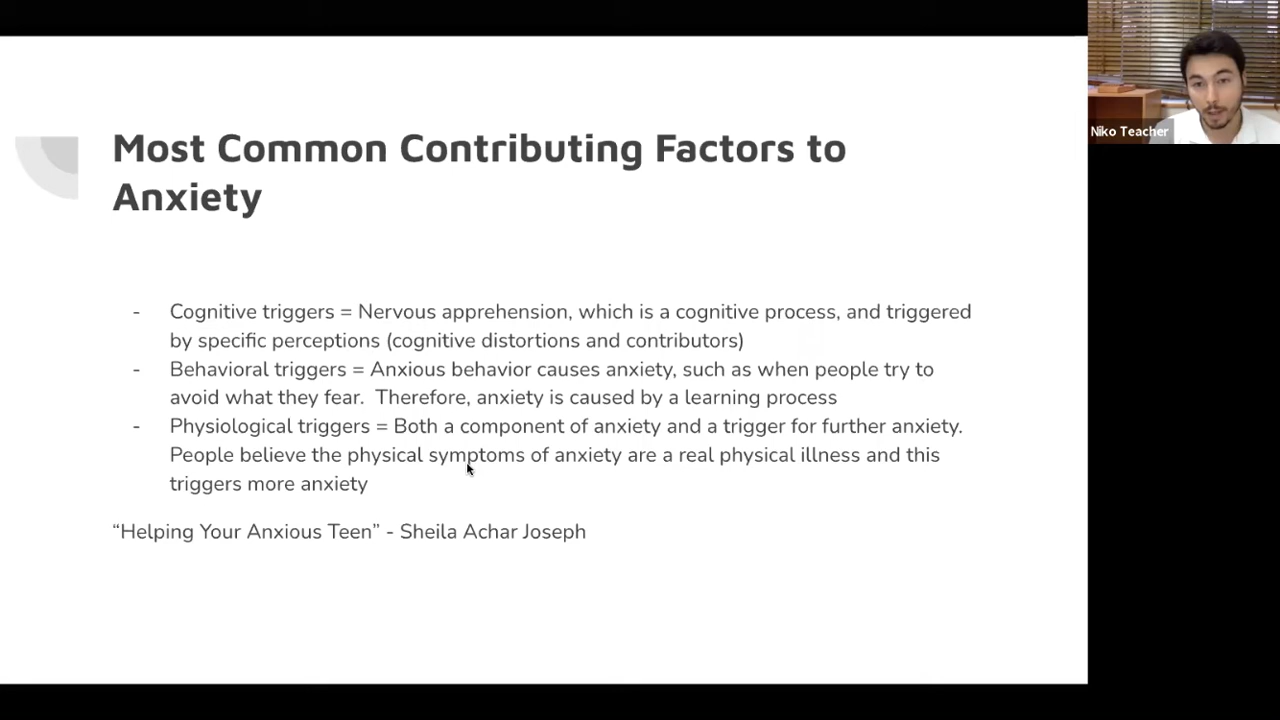 Most Common Contributing Factors to
Anxiety
- Cognitive triggers = Nervous apprehension, which is a cognitive process, and triggered
by specific perceptions (cognitive distortions and contributors)
- Behavioral triggers = Anxious behavior causes anxiety, such as when people try to
avoid what they fear.  Therefore, anxiety is caused by a learning process
- Physiological triggers = Both a component of anxiety and a trigger for further anxiety.
People believe the physical symptoms of anxiety are a real physical illness and this
triggers more anxiety
“Helping Your Anxious Teen” - Sheila Achar Joseph
Niko Teacher